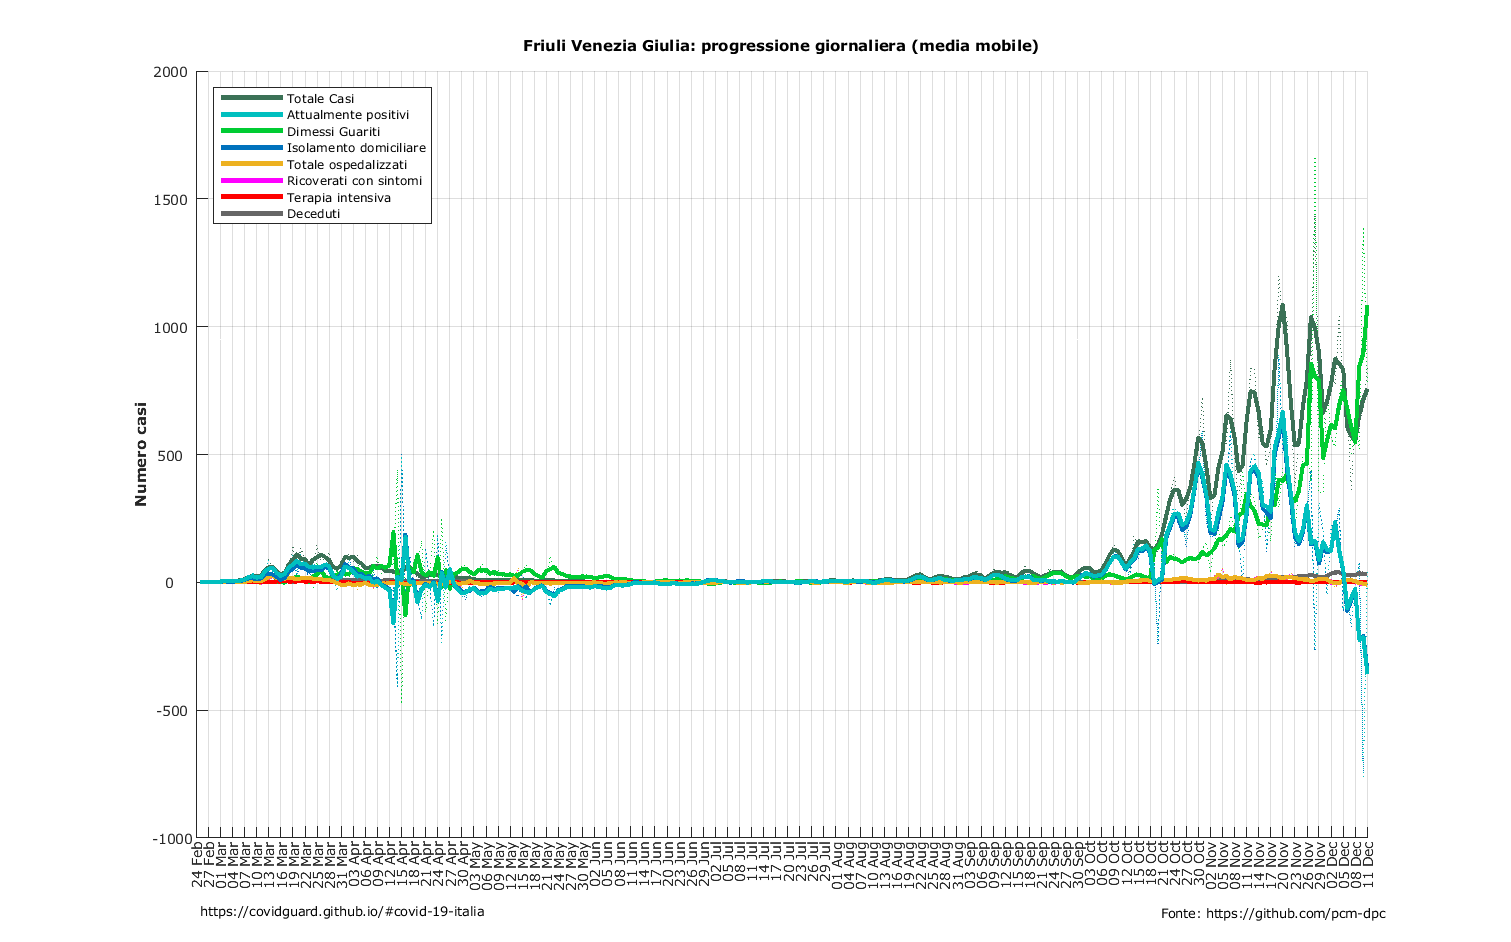 Friuli Venezia Giulia: progressione giornaliera (media mobile)
2000
1500
1000
500
0
-500
-1000
Numero casi
Totale Casi
Attualmente positivi
Dimessi Guariti
Isolamento domiciliare
Totale ospedalizzati
Ricoverati con sintomi
Terapia intensiva
Deceduti
24 Feb
27 Feb
01 Mar
04 Mar
07 Mar
10 Mar
13 Mar
16 Mar
19 Mar
22 Mar
25 Mar
28 Mar
31 Mar
03 Apr
06 Apr
09 Apr
12 Apr
15 Apr
18 Apr
21 Apr
24 Apr
27 Apr
30 Apr
03 May
06 May
09 May
12 May
15 May
18 May
21 May
24 May
27 May
30 May
02 Jun
05 Jun
08 Jun
11 Jun
14 Jun
17 Jun
20 Jun
23 Jun
26 Jun
29 Jun
02 Jul
05 Jul
08 Jul
11 Jul
14 Jul
17 Jul
20 Jul
23 Jul
26 Jul
29 Jul
01 Aug
04 Aug
07 Aug
10 Aug
13 Aug
16 Aug
19 Aug
22 Aug
25 Aug
28 Aug
31 Aug
03 Sep
06 Sep
09 Sep
12 Sep
15 Sep
18 Sep
21 Sep
24 Sep
27 Sep
30 Sep
03 Oct
06 Oct
09 Oct
12 Oct
15 Oct
18 Oct
21 Oct
24 Oct
27 Oct
30 Oct
02 Nov
05 Nov
08 Nov
11 Nov
14 Nov
17 Nov
20 Nov
23 Nov
26 Nov
29 Nov
02 Dec
05 Dec
08 Dec
11 Dec
https://covidguard.github.io/#covid-19-italia
Fonte: https://github.com/pcm-dpc